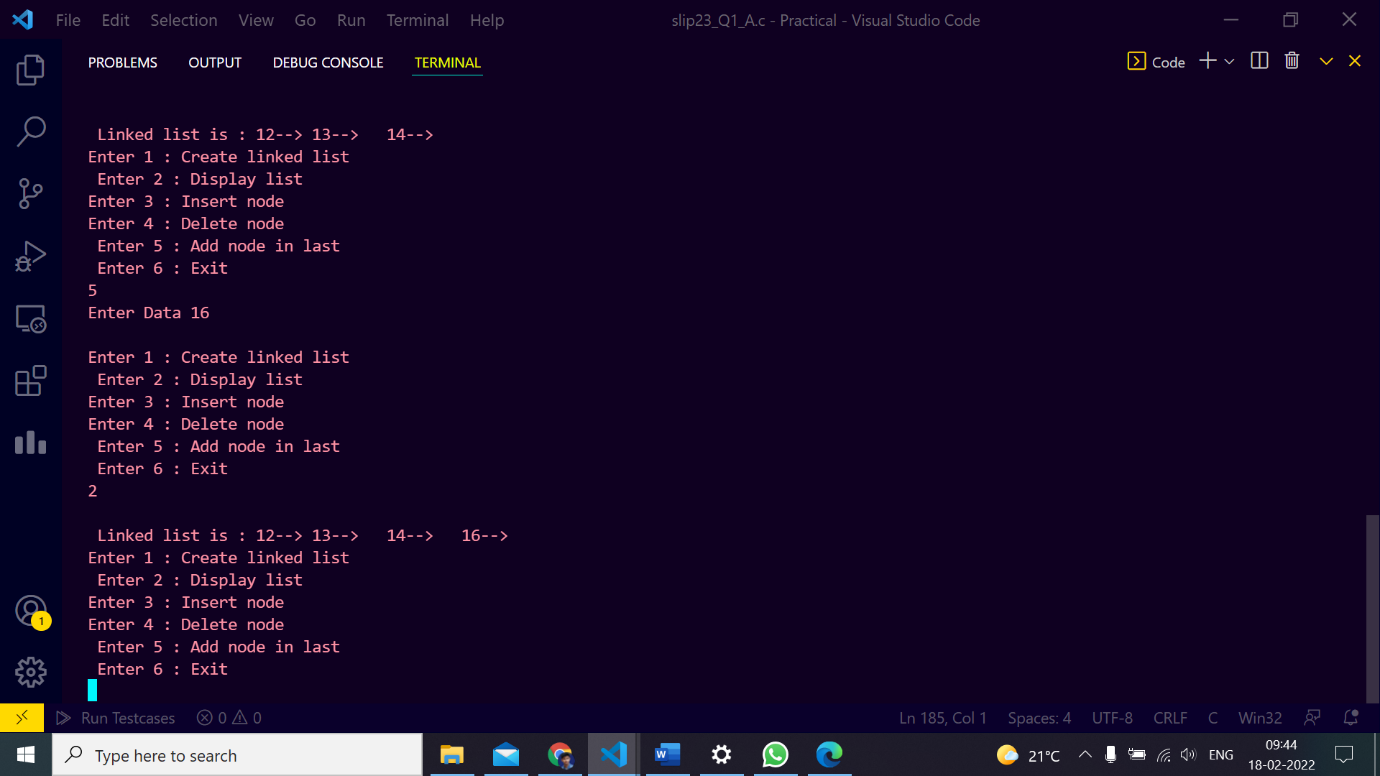 File Edit Selection View Go Run Terminal Help slip23_Q1_A.c - Practical - Visual Studio Code
PROBLEMS OUTPUT DEBUG CONSOLE TERMINAL Code
Linked list is : 12--> 13-->   14-->
Enter 1 : Create linked list
 Enter 2 : Display list
Enter 3 : Insert node
Enter 4 : Delete node
 Enter 5 : Add node in last
 Enter 6 : Exit
5
Enter Data 16
Enter 1 : Create linked list
 Enter 2 : Display list
Enter 3 : Insert node
Enter 4 : Delete node
 Enter 5 : Add node in last
 Enter 6 : Exit
2
 Linked list is : 12--> 13-->   14-->   16-->
Enter 1 : Create linked list
 Enter 2 : Display list
Enter 3 : Insert node
Enter 4 : Delete node
 Enter 5 : Add node in last
 Enter 6 : Exit
1
Run Testcases 0 0 Ln 185, Col 1 Spaces: 4 UTF-8 CRLF C Win32
Type here to search 21°C ENG 09:44
18-02-2022